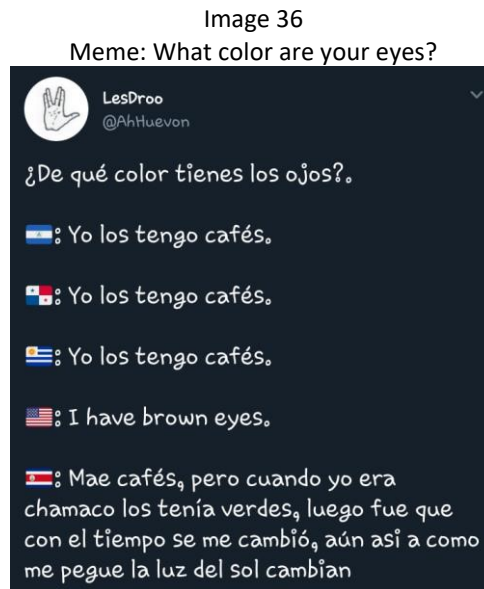 Image 36
Meme: What color are your eyes?
LesDroo
@AhHuevon
¿De qué color tienes los ojos?.
🇳🇮: Yo los tengo cafés.
🇵🇦: Yo los tengo cafés.
🇺🇾: Yo los tengo cafés.
🇺🇸: I have brown eyes.
🇨🇷: Mae cafés, pero cuando yo era
chamaco los tenía verdes, luego fue que
con el tiempo se me cambió, aún asi a como
me pegue la luz del sol cambian